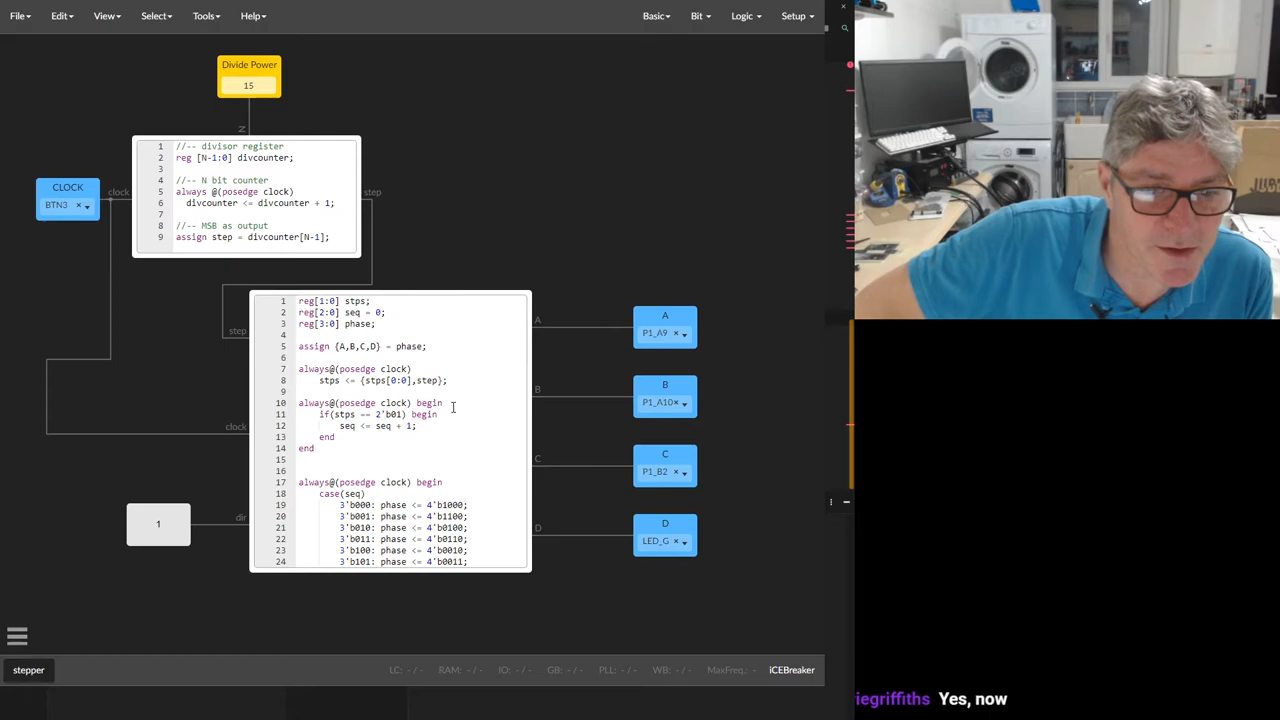 File Edit View Select Tools Help Basic Bit Logic Setup
Divide Power
15
N
CLOCK
BTN3
clock
step
1 //-- divisor register
2 reg [N-1:0] divcounter;
3
4 //-- N bit counter
5 always @(posedge clock)
6 divcounter <= divcounter + 1;
7
8 //-- MSB as output
9 assign step = divcounter[N-1];
step
clock
dir
1
1 reg[1:0] stps;
2 reg[2:0] seq = 0;
3 reg[3:0] phase;
4
5 assign {A,B,C,D} = phase;
6
7 always@(posedge clock)
8 stps <= {stps[0:0],step};
9
10 always@(posedge clock) begin
11 if(stps == 2'b01) begin
12 seq <= seq + 1;
13 end
14 end
15
16
17 always@(posedge clock) begin
18 case(seq)
19 3'b000: phase <= 4'b1000;
20 3'b001: phase <= 4'b1100;
21 3'b010: phase <= 4'b0100;
22 3'b011: phase <= 4'b0110;
23 3'b100: phase <= 4'b0010;
24 3'b101: phase <= 4'b0011;
A
A
P1_A9
B
B
P1_A10
C
C
P1_B2
D
D
LED_G
stepper
LC: - / - RAM: - / - IO: - / - GB: - / - PLL: - / - WB: - / - MaxFreq.: - iCEBreaker
iegriffiths Yes, now